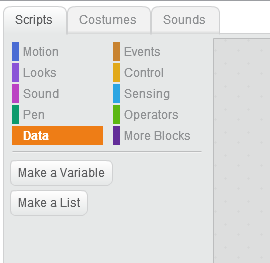 Scripts Costumes Sounds
Motion Events
Looks Control
Sound Sensing
Pen Operators
Data More Blocks
Make a Variable
Make a List